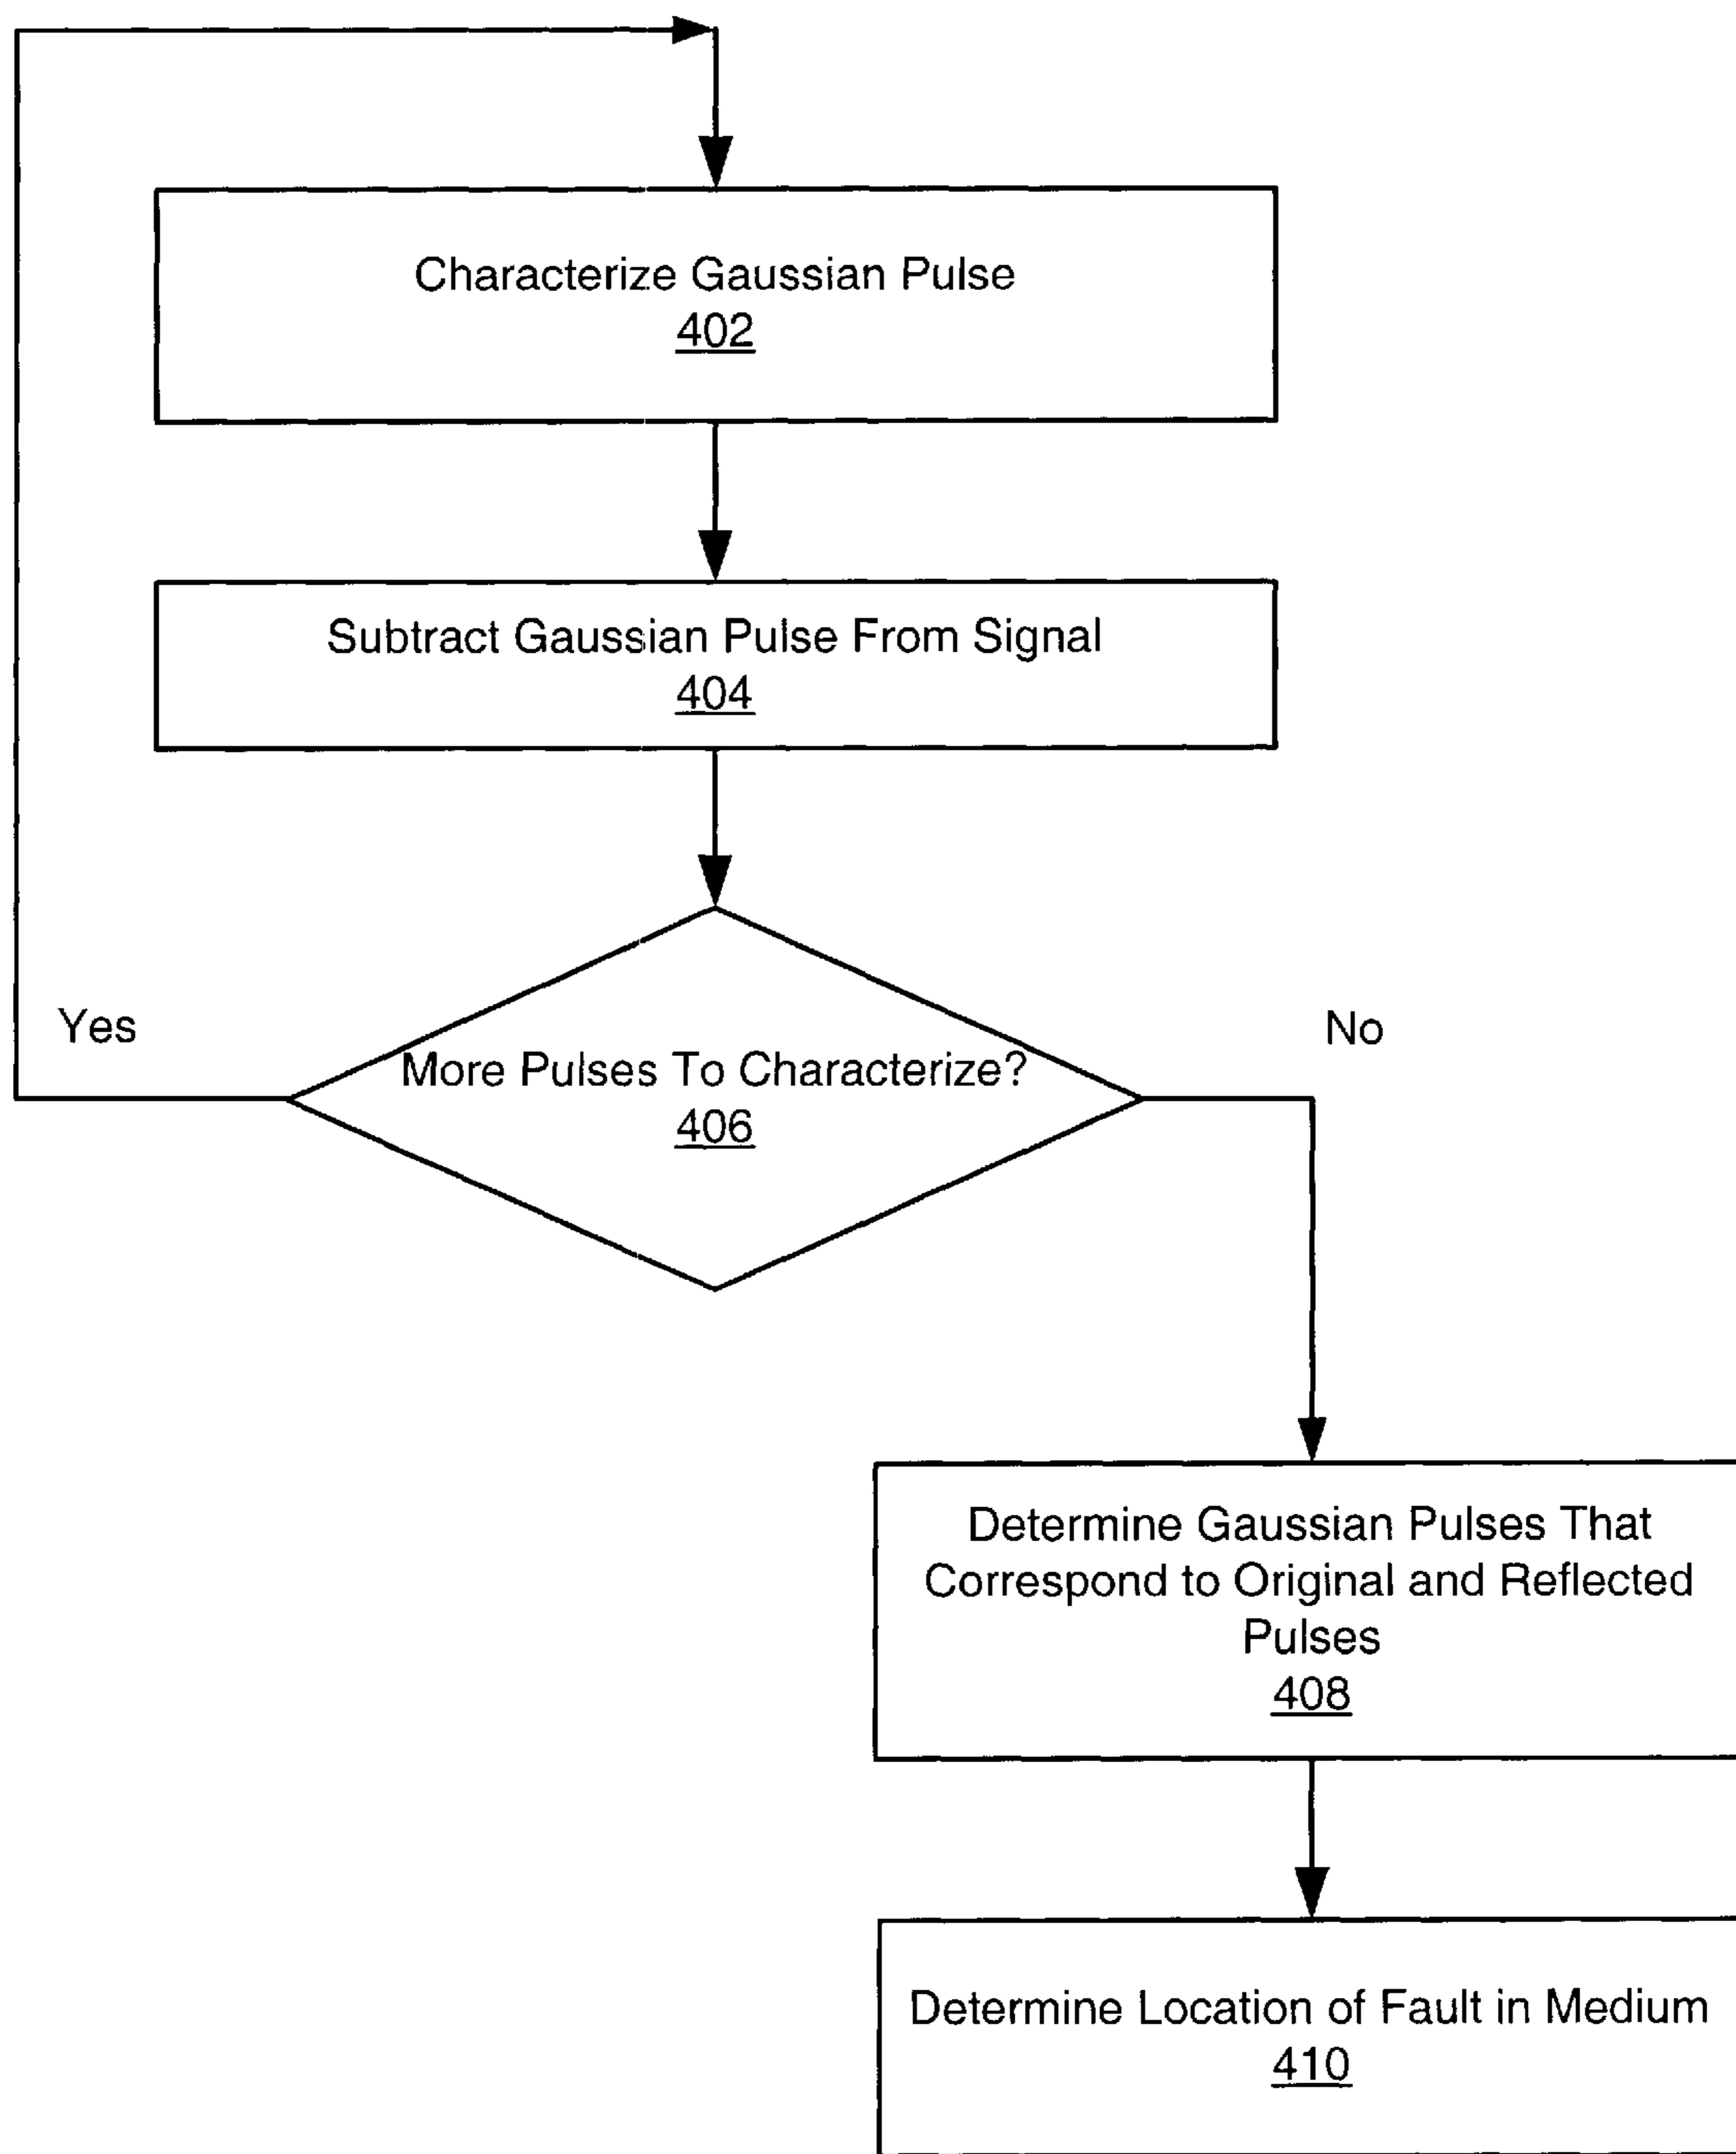 Characterize Gaussian Pulse
402
Subtract Gaussian Pulse From Signal
404
Yes
No
More Pulses To Characterize?
406
Determine Gaussian Pulses That
Correspond to Original and Reflected
Pulses
408
Determine Location of Fault in Medium
410